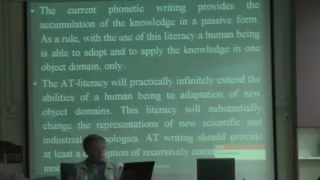 • The current phonetic writing provides the
accumulation of the knowledge in a passive form.
As a rule, with the use of this literacy a human being
is able to adopt and to apply the knowledge in one
object domain, only.
• The AT-literacy will practically infinitely extend the
abilities of a human being to adaptation of new
object domains. This literacy will substantially
change the representations of new scientific and
industrial technologies. AT writing should provide
at least a of recursively